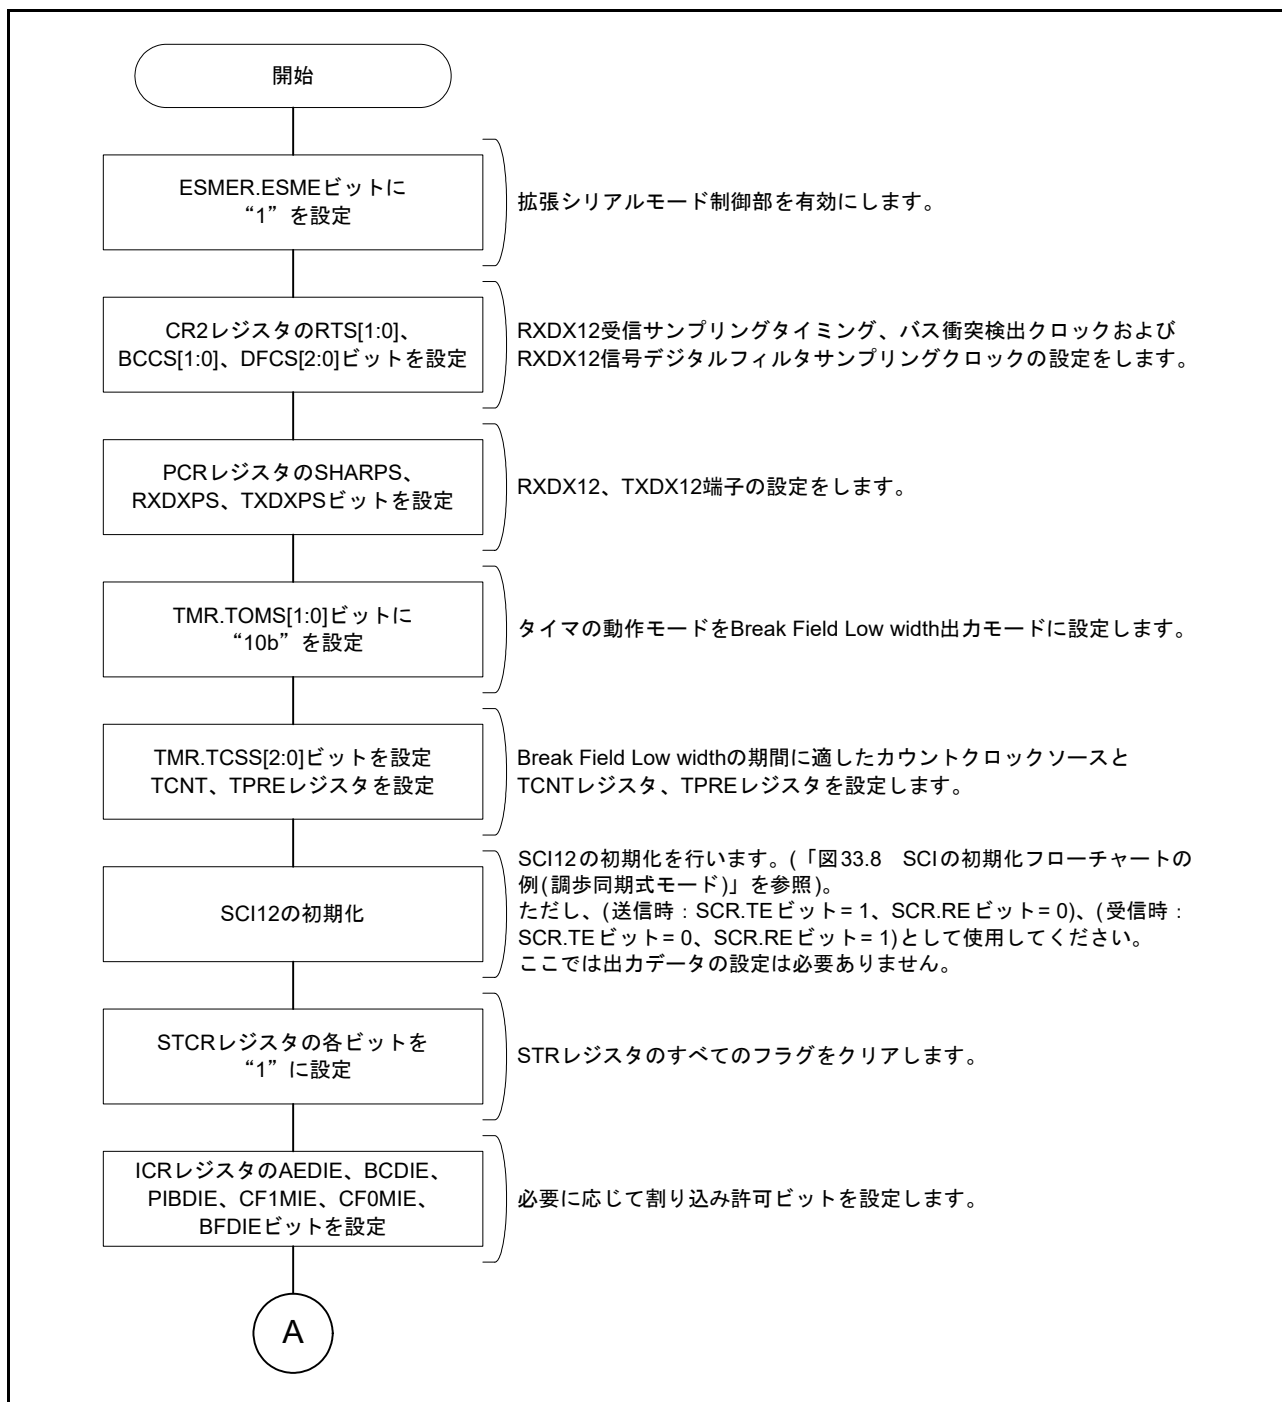 開始
ESMER.ESMEビットに
“1”を設定
拡張シリアルモード制御部を有効にします。
CR2レジスタのRTS[1:0]、
BCCS[1:0]、DFCS[2:0]ビットを設定
RXDX12受信サンプリングタイミング、バス衝突検出クロックおよび
RXDX12信号デジタルフィルタサンプリングクロックの設定をします。
PCRレジスタのSHARPS、
RXDXPS、TXDXPSビットを設定
RXDX12、TXDX12端子の設定をします。
TMR.TOMS[1:0]ビットに
“10b”を設定
タイマの動作モードをBreak Field Low width出力モードに設定します。
TMR.TCSS[2:0]ビットを設定
TCNT、TPREレジスタを設定
Break Field Low widthの期間に適したカウントクロックソースと
TCNTレジスタ、TPREレジスタを設定します。
SCI12の初期化
SCI12の初期化を行います。(「図33.8 SCIの初期化フローチャートの
例(調歩同期式モード)」を参照)。
ただし、(送信時：SCR.TEビット= 1、SCR.REビット= 0)、(受信時：
SCR.TEビット= 0、SCR.REビット= 1)として使用してください。
ここでは出力データの設定は必要ありません。
STCRレジスタの各ビットを
“1”に設定
STRレジスタのすべてのフラグをクリアします。
ICRレジスタのAEDIE、BCDIE、
PIBDIE、CF1MIE、CF0MIE、
BFDIEビットを設定
必要に応じて割り込み許可ビットを設定します。
A